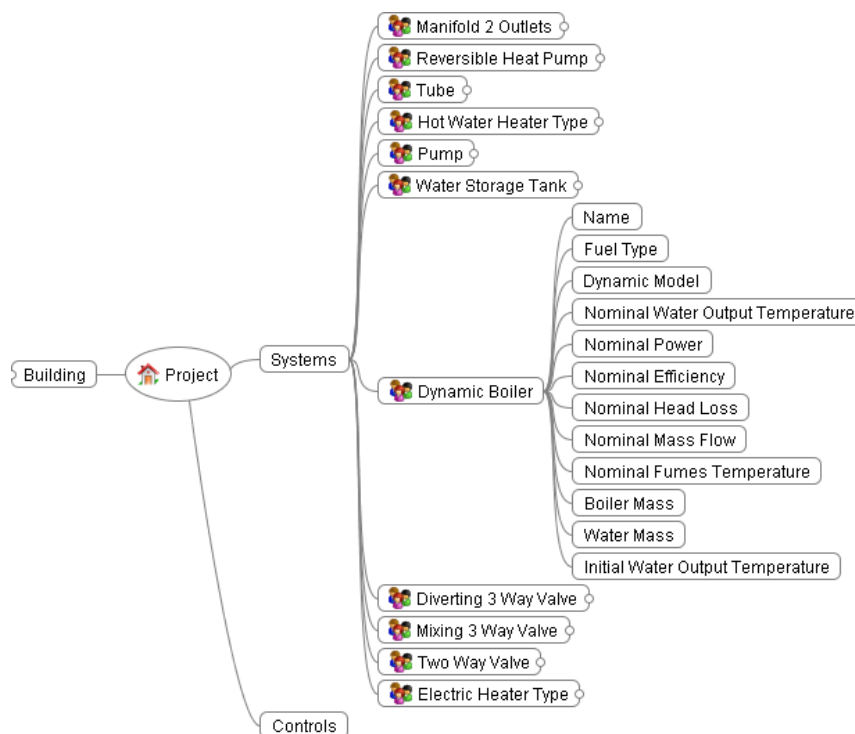 Manifold 2 Outlets
Reversible Heat Pump
Tube
Hot Water Heater Type
Pump
Water Storage Tank
Name
Fuel Type
Dynamic Model
Nominal Water Output Temperature
Nominal Power
Systems
Building
Project
Nominal Efficiency
Dynamic Boiler
Nominal Head Loss
Nominal Mass Flow
Nominal Fumes Temperature
Boiler Mass
Water Mass
Initial Water Output Temperature
Diverting 3 Way Valve
Mixing 3 Way Valve
Two Way Valve
Electric Heater Type
Controls